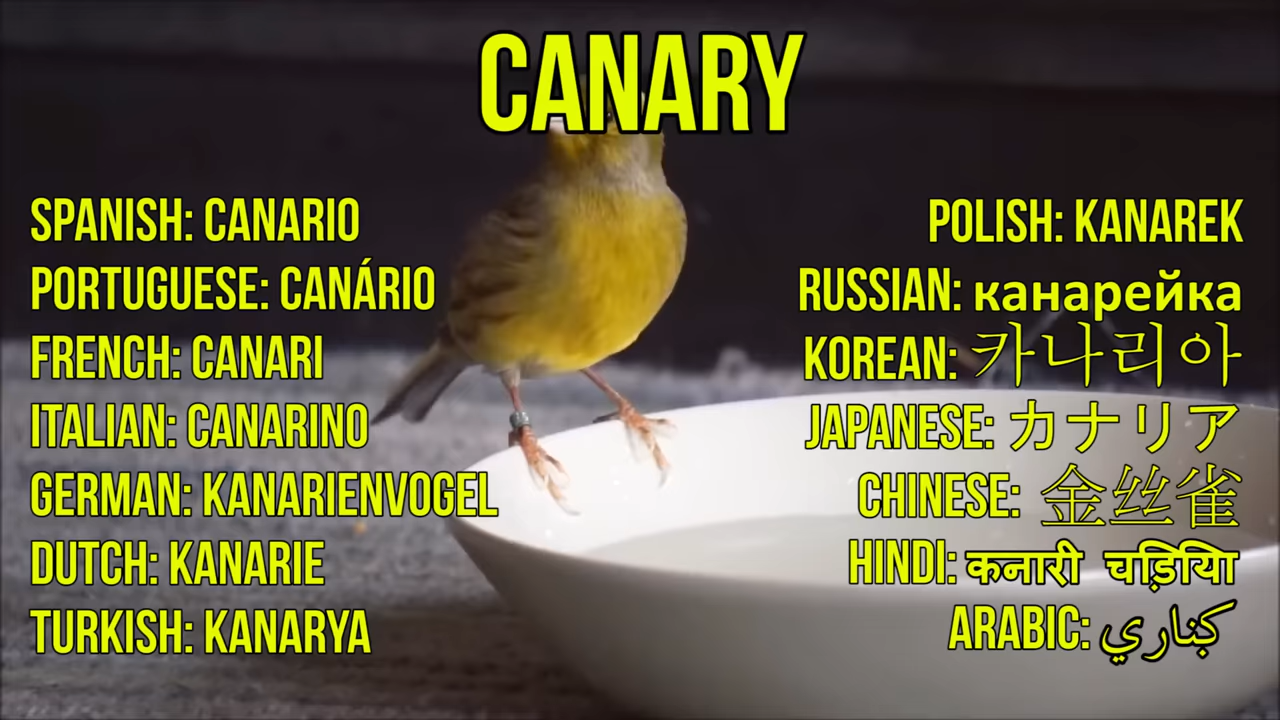 CANARY
SPANISH: CANARIO
PORTUGUESE: CANÁRIO
FRENCH: CANARI
ITALIAN: CANARINO
GERMAN: KANARIENVOGEL
DUTCH: KANARIE
TURKISH: KANARYA
POLISH: KANAREK
RUSSIAN: канарейка
KOREAN: 카나리아
JAPANESE: カナリア
CHINESE: 金丝雀
HINDI: कनारी चिड़िया
ARABIC: كناري